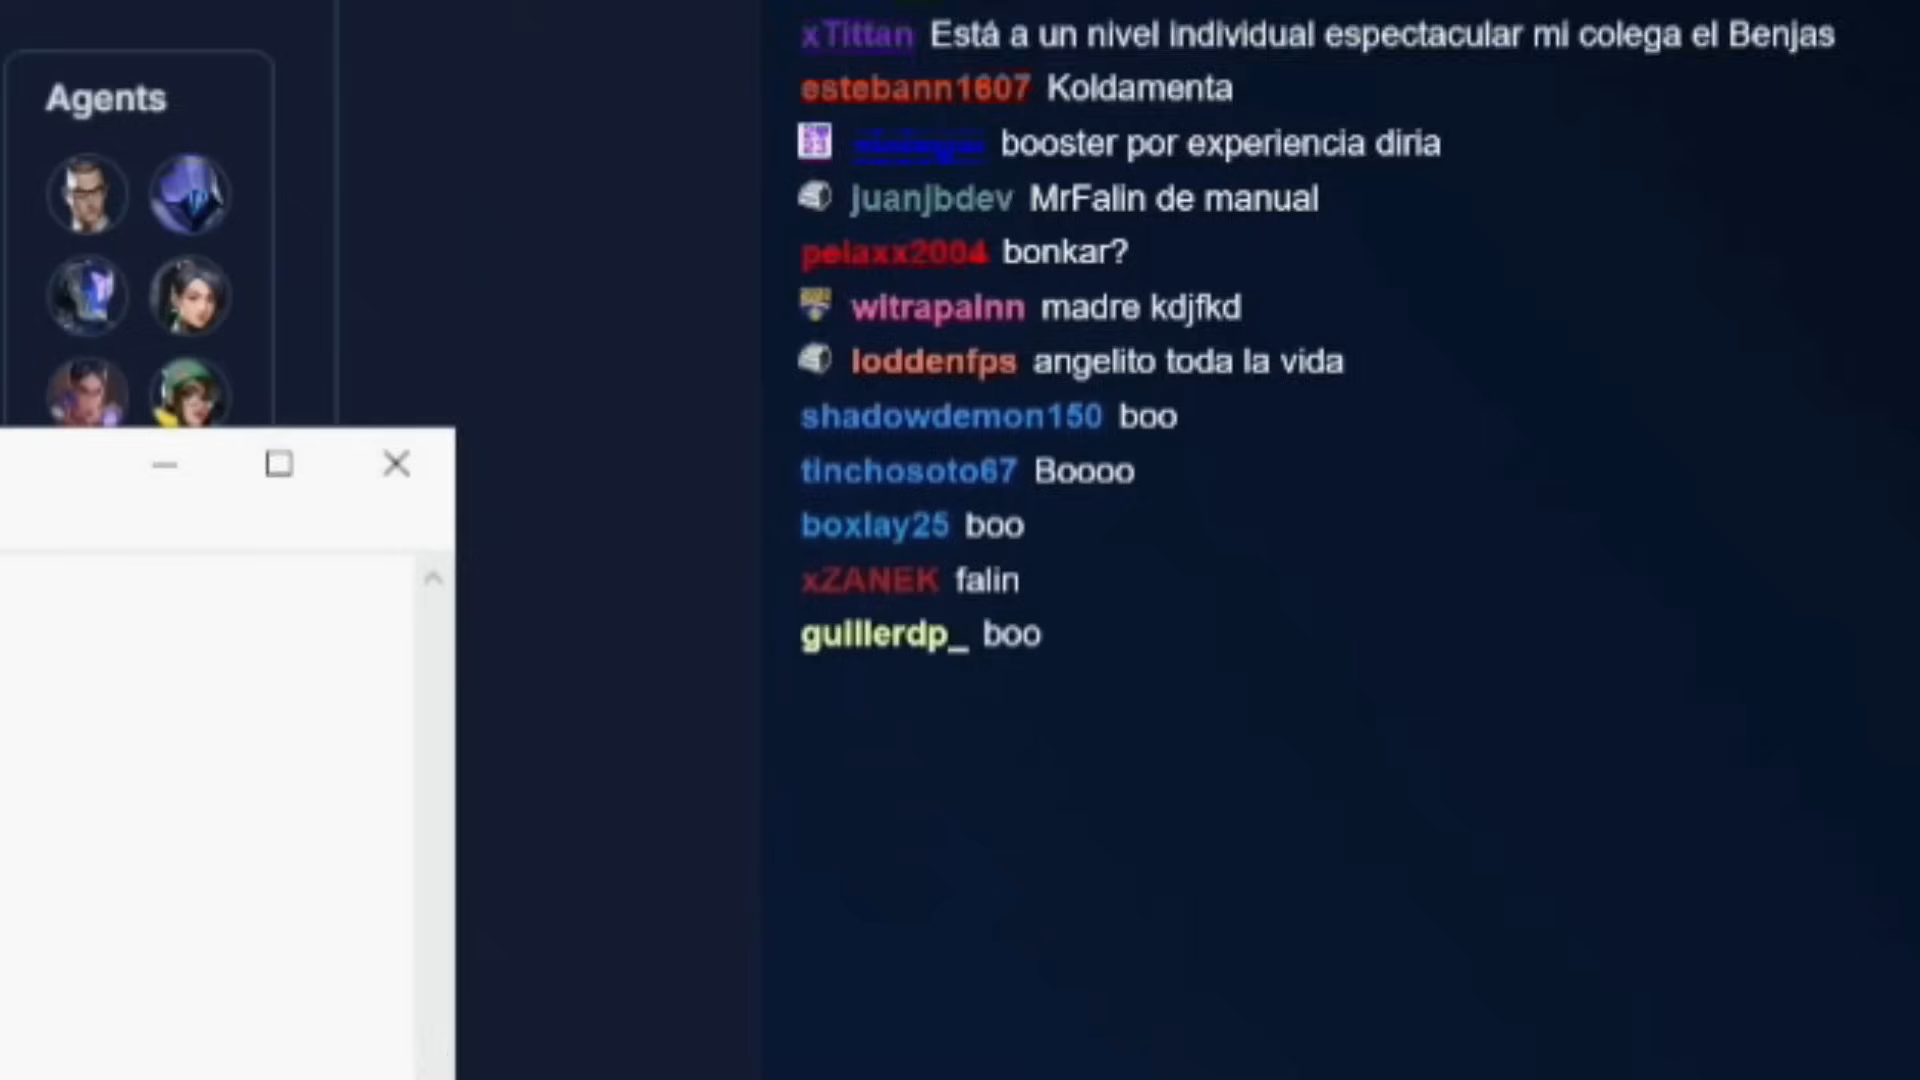 Agents
xTittan Está a un nivel individual espectacular mi colega el Benjas
estebann1607 Koldamenta
booster por experiencia diria
juanjbdev MrFalin de manual
pelaxx2004 bonkar?
witrapainn madre kdjfkd
loddenfps angelito toda la vida
shadowdemon150 boo
tinchosoto67 Boooo
boxlay25 boo
xZANEK falin
guillerdp_ boo